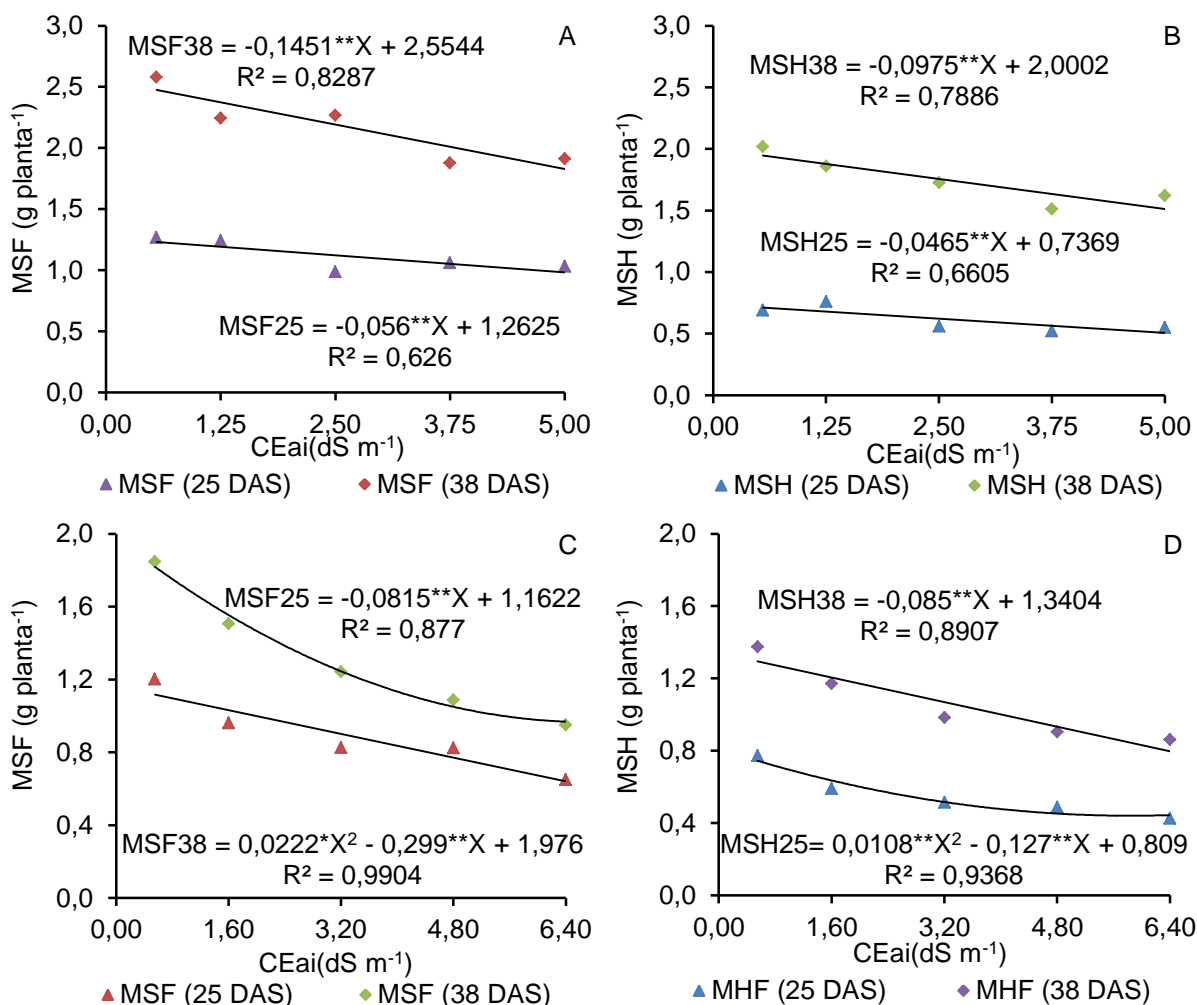 A
MSF38 = -0,1451**X + 2,5544
R² = 0,8287
MSF25 = -0,056**X + 1,2625
R² = 0,626
MSF (g planta⁻¹)
3,0
2,5
2,0
1,5
1,0
0,5
0,0
0,00 1,25 2,50 3,75 5,00
CEai(dS m⁻¹)
MSF (25 DAS) MSF (38 DAS)
B
MSH38 = -0,0975**X + 2,0002
R² = 0,7886
MSH25 = -0,0465**X + 0,7369
R² = 0,6605
MSH (g planta⁻¹)
3,0
2,5
2,0
1,5
1,0
0,5
0,0
0,00 1,25 2,50 3,75 5,00
CEai(dS m⁻¹)
MSH (25 DAS) MSH (38 DAS)
C
MSF25 = -0,0815**X + 1,1622
R² = 0,877
MSF38 = 0,0222*X² - 0,299**X + 1,976
R² = 0,9904
MSF (g planta⁻¹)
2,0
1,6
1,2
0,8
0,4
0,0
0,00 1,60 3,20 4,80 6,40
CEai(dS m⁻¹)
MSF (25 DAS) MSF (38 DAS)
D
MSH38 = -0,085**X + 1,3404
R² = 0,8907
MSH25= 0,0108**X² - 0,127**X + 0,809
R² = 0,9368
MSH (g planta⁻¹)
2,0
1,6
1,2
0,8
0,4
0,0
0,00 1,60 3,20 4,80 6,40
CEai(dS m⁻¹)
MHF (25 DAS) MHF (38 DAS)